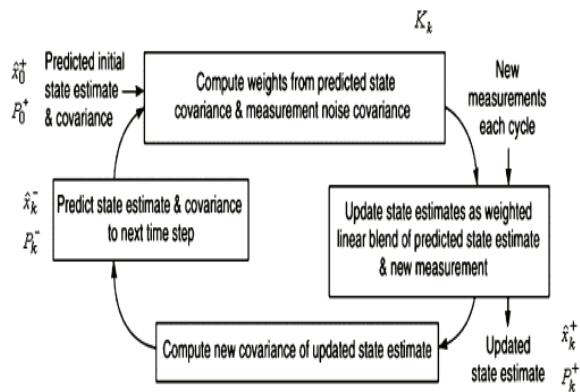 K_k
x̂_0^+
P_0^+
Predicted initial
state estimate
& covariance
Compute weights from predicted state
covariance & measurement noise covariance
New
measurements
each cycle
x̂_k^-
P_k^-
Predict state estimate & covariance
to next time step
Update state estimates as weighted
linear blend of predicted state estimate
& new measurement
Compute new covariance of updated state estimate
Updated
state estimate
x̂_k^+
P_k^+